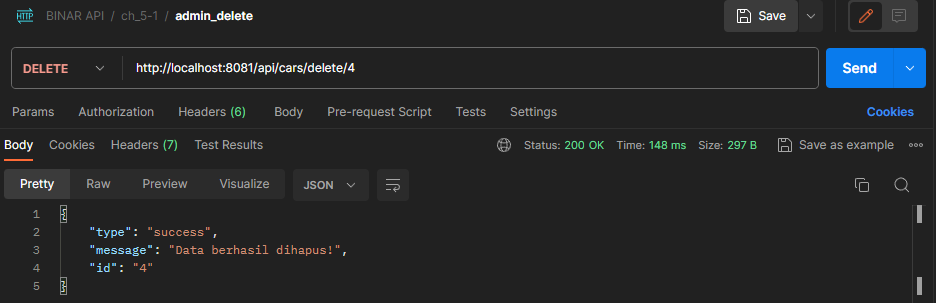 HTTP BINAR API / ch_5-1 / admin_delete Save
DELETE http://localhost:8081/api/cars/delete/4 Send
Params Authorization Headers (6) Body Pre-request Script Tests Settings Cookies
Body Cookies Headers (7) Test Results Status: 200 OK Time: 148 ms Size: 297 B Save as example
Pretty Raw Preview Visualize JSON
1 {
2 "type": "success",
3 "message": "Data berhasil dihapus!",
4 "id": "4"
5 }